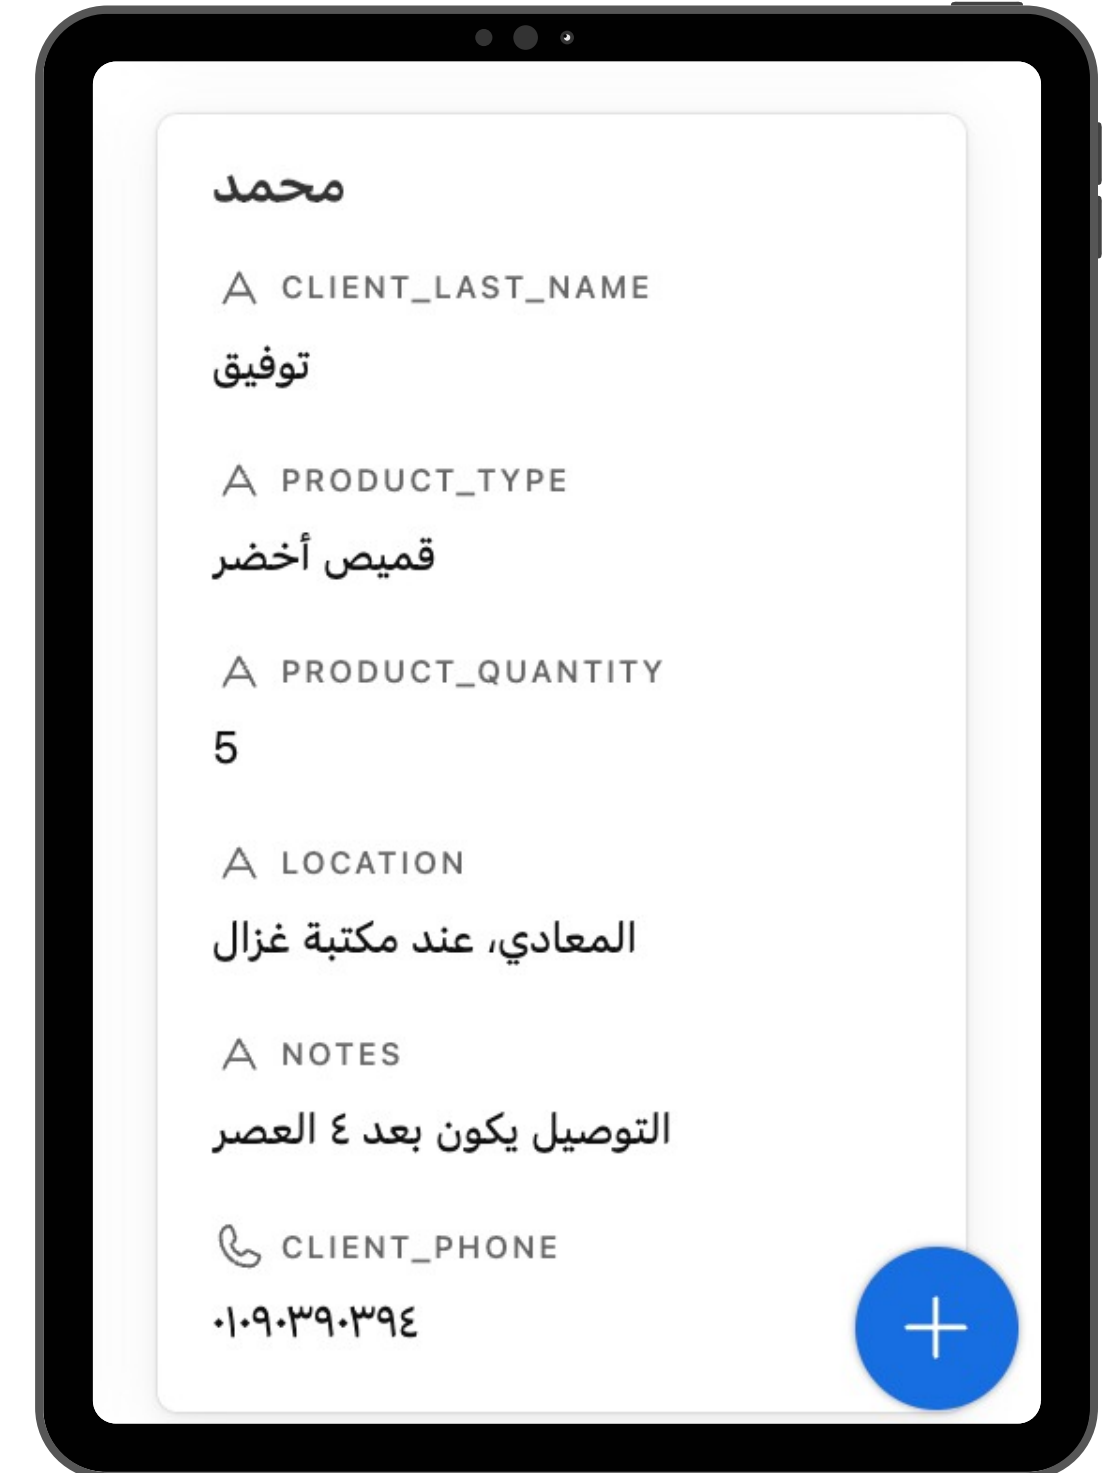 محمد
CLIENT_LAST_NAME
توفيق
PRODUCT_TYPE
قميص أخضر
PRODUCT_QUANTITY
5
LOCATION
المعادي، عند مكتبة غزال
NOTES
التوصيل يكون بعد ٤ العصر
CLIENT_PHONE
٠١٠٩٠٣٩٠٣٩٤